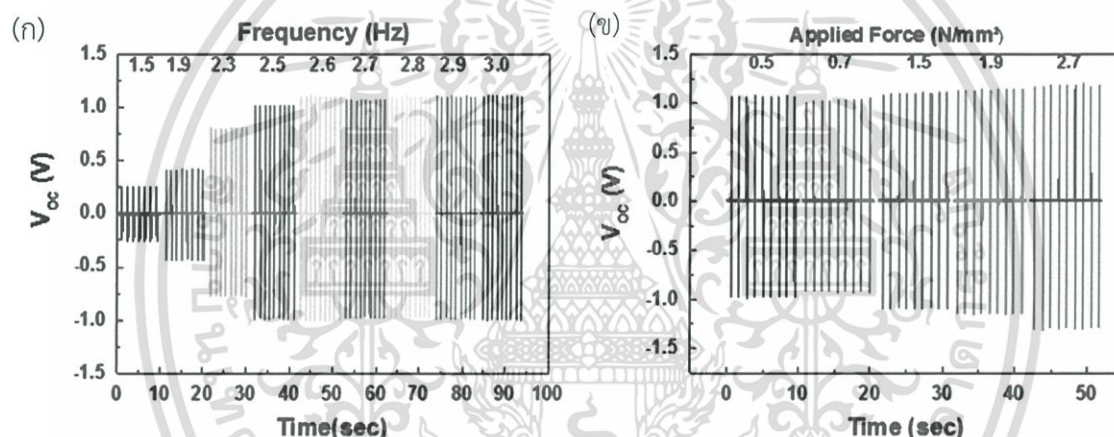 (ก)
Frequency (Hz)
1.5 1.9 2.3 2.5 2.6 2.7 2.8 2.9 3.0
1.5
1.0
0.5
0.0
-0.5
-1.0
-1.5
Voc (V)
0 10 20 30 40 50 60 70 80 90 100
Time(sec)
(ข)
Applied Force (N/mm²)
0.5 0.7 1.5 1.9 2.7
1.5
1.0
0.5
0.0
-0.5
-1.0
-1.5
Voc (V)
0 10 20 30 40 50
Time (sec)